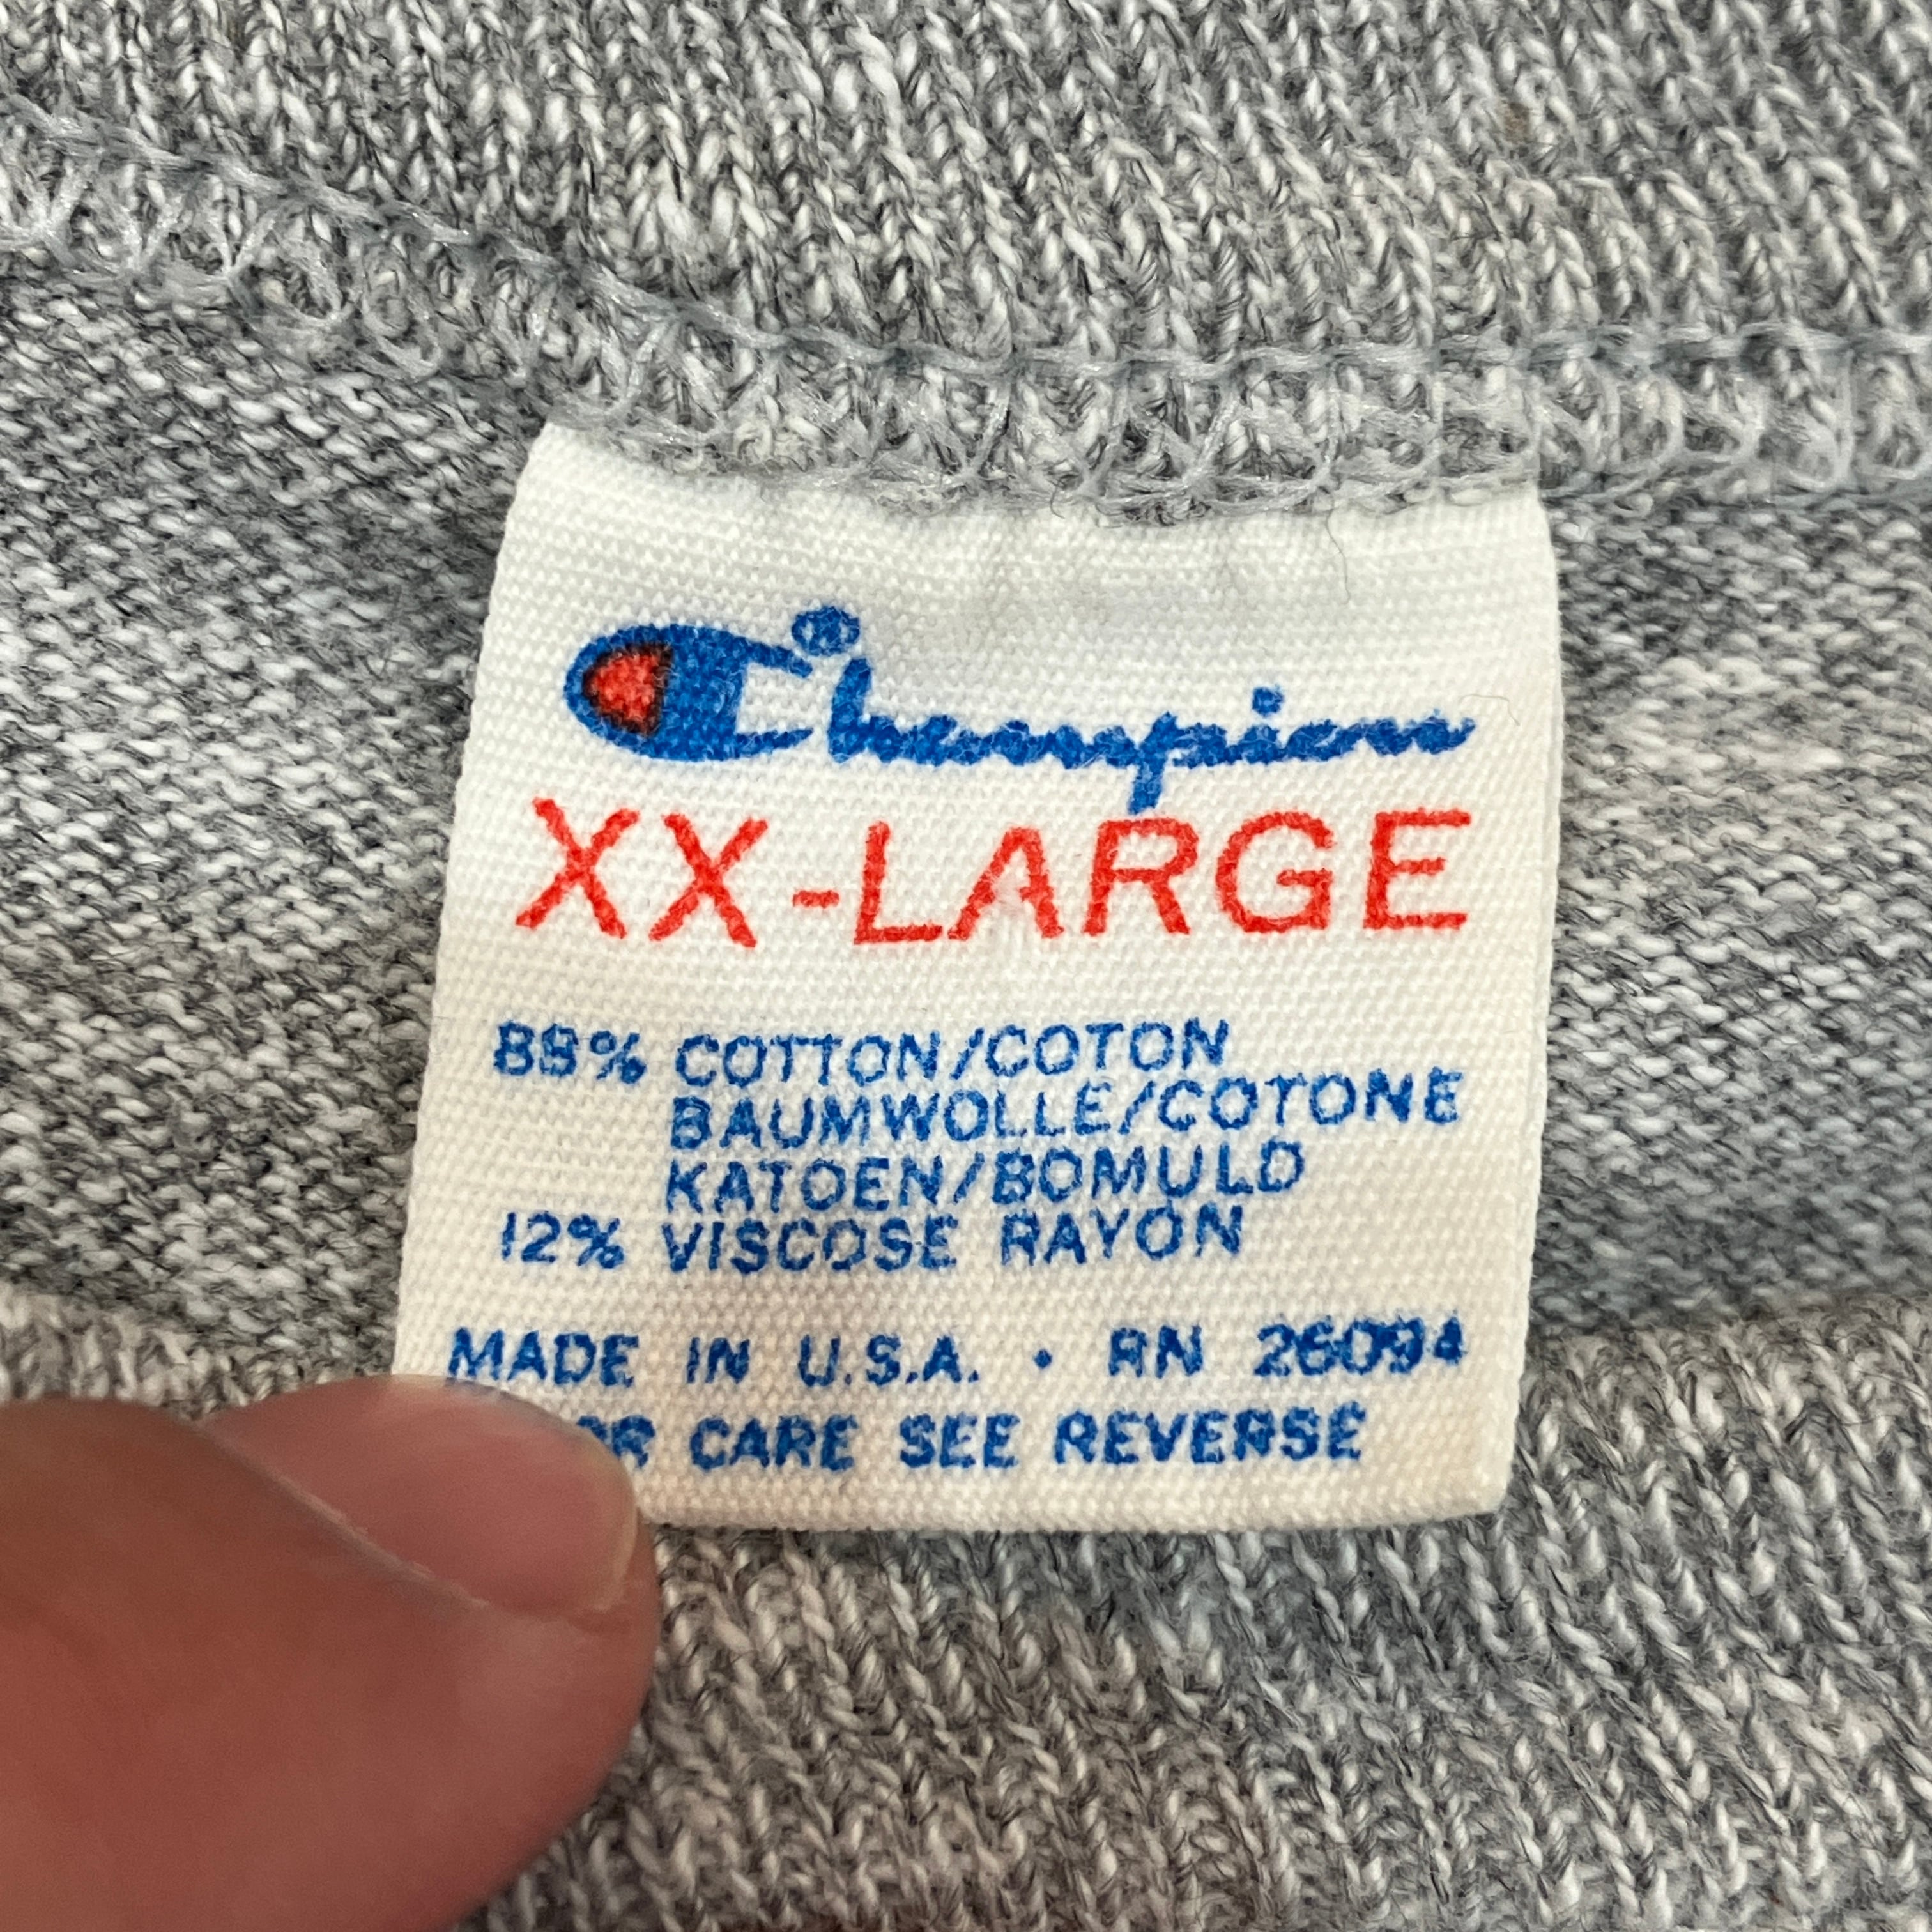 Champion®
XX-LARGE
88% COTTON/COTON
BAUMWOLLE/COTONE
KATOEN/BOMULD
12% VISCOSE RAYON
MADE IN U.S.A. • RN 26094
CARE SEE REVERSE